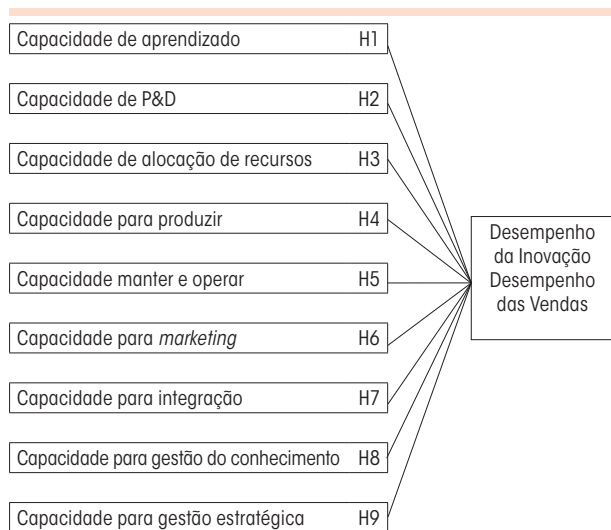 Capacidade de aprendizado H1
Capacidade de P&D H2
Capacidade de alocação de recursos H3
Capacidade para produzir H4
Capacidade manter e operar H5
Capacidade para marketing H6
Capacidade para integração H7
Capacidade para gestão do conhecimento H8
Capacidade para gestão estratégica H9
Desempenho
da Inovação
Desempenho
das Vendas